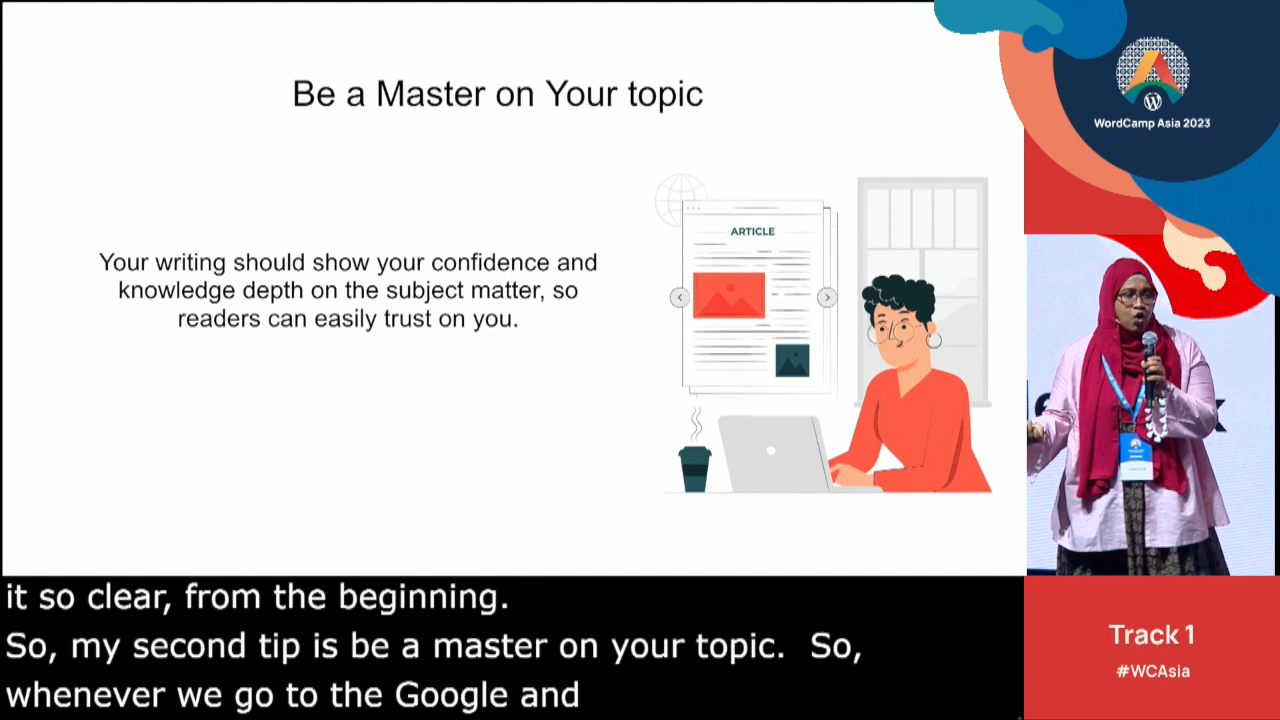 Be a Master on Your topic
Your writing should show your confidence and
knowledge depth on the subject matter, so
readers can easily trust on you.
ARTICLE
WordCamp Asia 2023
it so clear, from the beginning.
So, my second tip is be a master on your topic. So,
whenever we go to the Google and
Track 1
#WCAsia